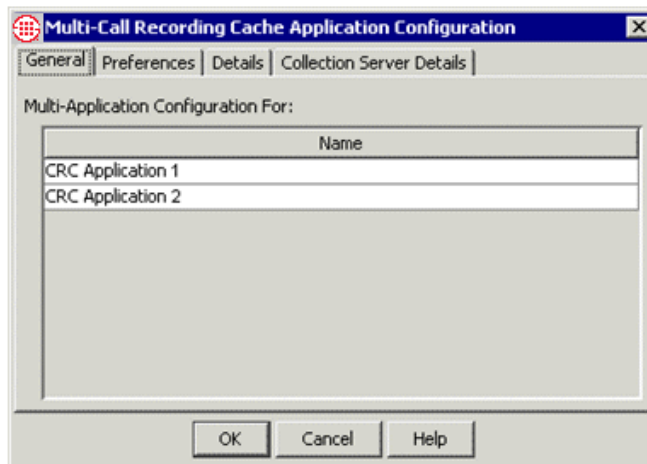 Multi-Call Recording Cache Application Configuration
General Preferences Details Collection Server Details
Multi-Application Configuration For:
Name
CRC Application 1
CRC Application 2
OK Cancel Help